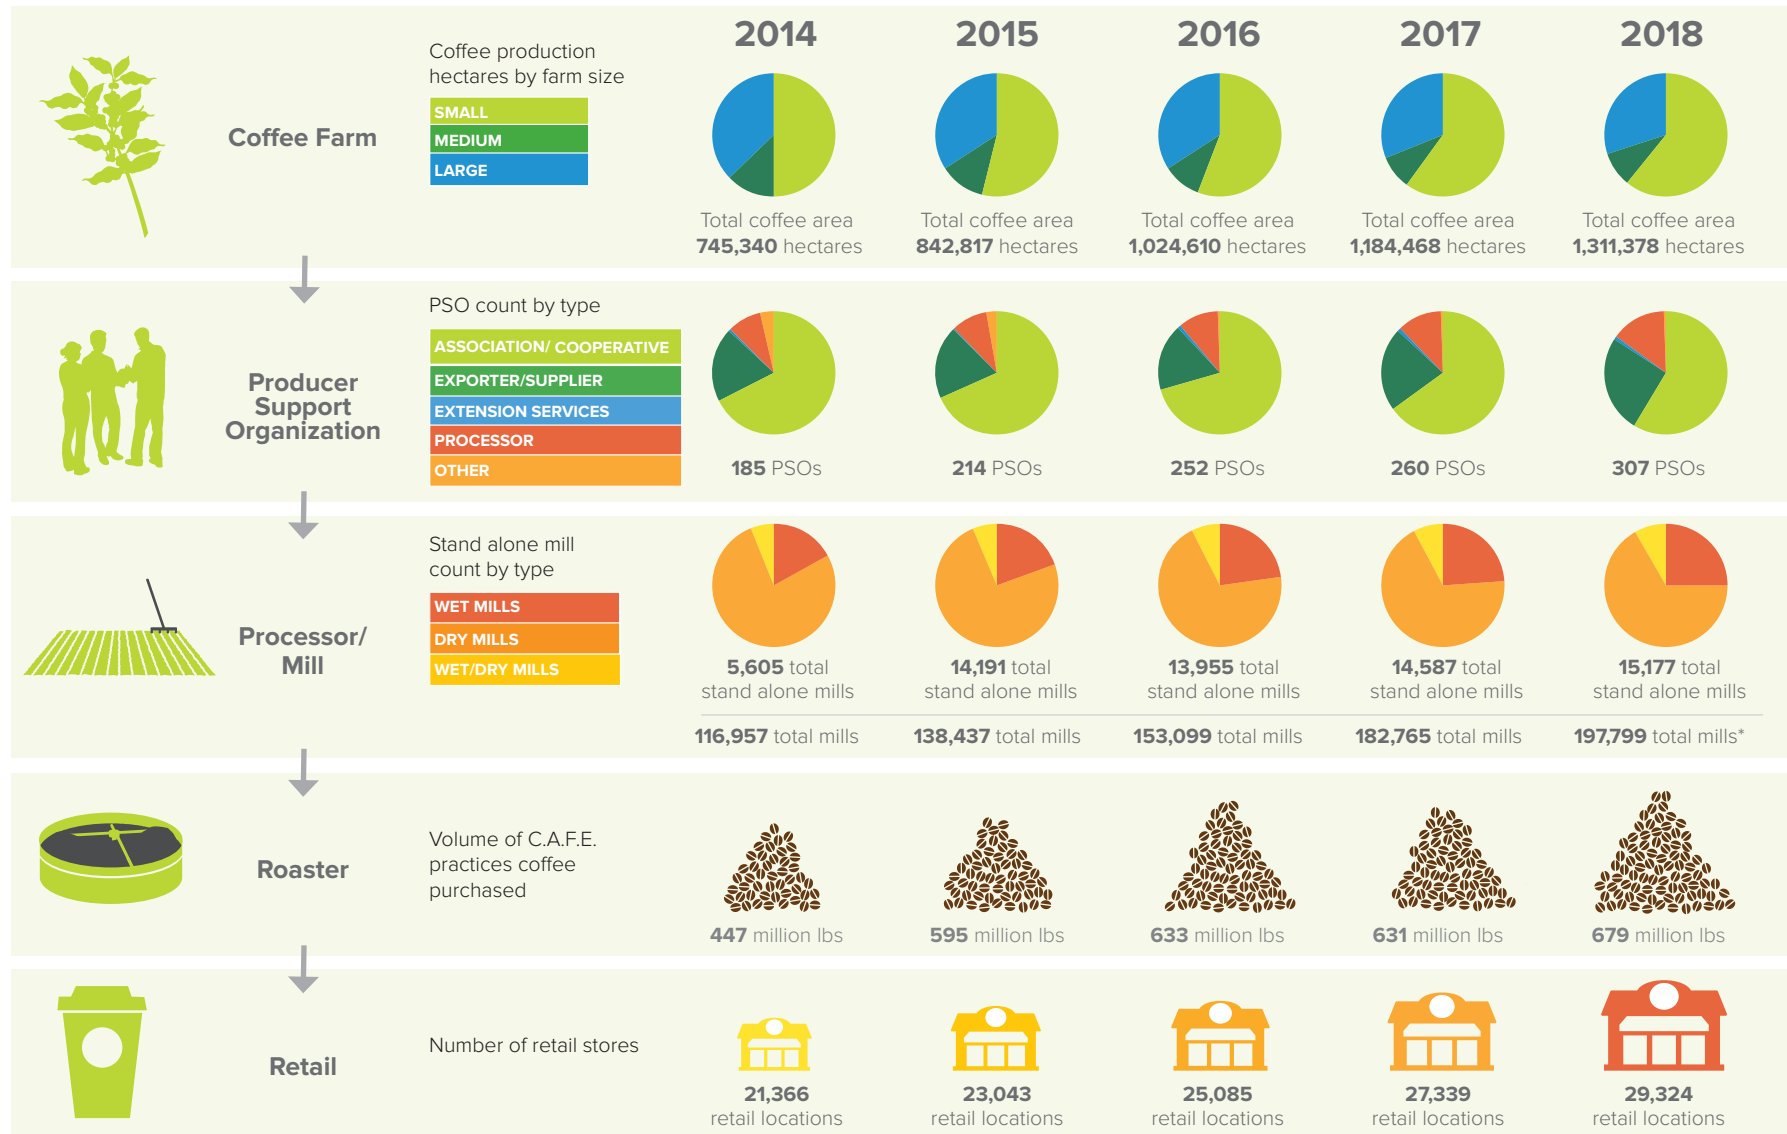 2014 2015 2016 2017 2018
Coffee Farm
Coffee production
hectares by farm size
SMALL
MEDIUM
LARGE
Total coffee area
745,340 hectares
Total coffee area
842,817 hectares
Total coffee area
1,024,610 hectares
Total coffee area
1,184,468 hectares
Total coffee area
1,311,378 hectares
Producer
Support
Organization
PSO count by type
ASSOCIATION/ COOPERATIVE
EXPORTER/SUPPLIER
EXTENSION SERVICES
PROCESSOR
OTHER
185 PSOs
214 PSOs
252 PSOs
260 PSOs
307 PSOs
Processor/
Mill
Stand alone mill
count by type
WET MILLS
DRY MILLS
WET/DRY MILLS
5,605 total
stand alone mills
14,191 total
stand alone mills
13,955 total
stand alone mills
14,587 total
stand alone mills
15,177 total
stand alone mills
116,957 total mills
138,437 total mills
153,099 total mills
182,765 total mills
197,799 total mills*
Roaster
Volume of C.A.F.E.
practices coffee
purchased
447 million lbs
595 million lbs
633 million lbs
631 million lbs
679 million lbs
Retail
Number of retail stores
21,366
retail locations
23,043
retail locations
25,085
retail locations
27,339
retail locations
29,324
retail locations